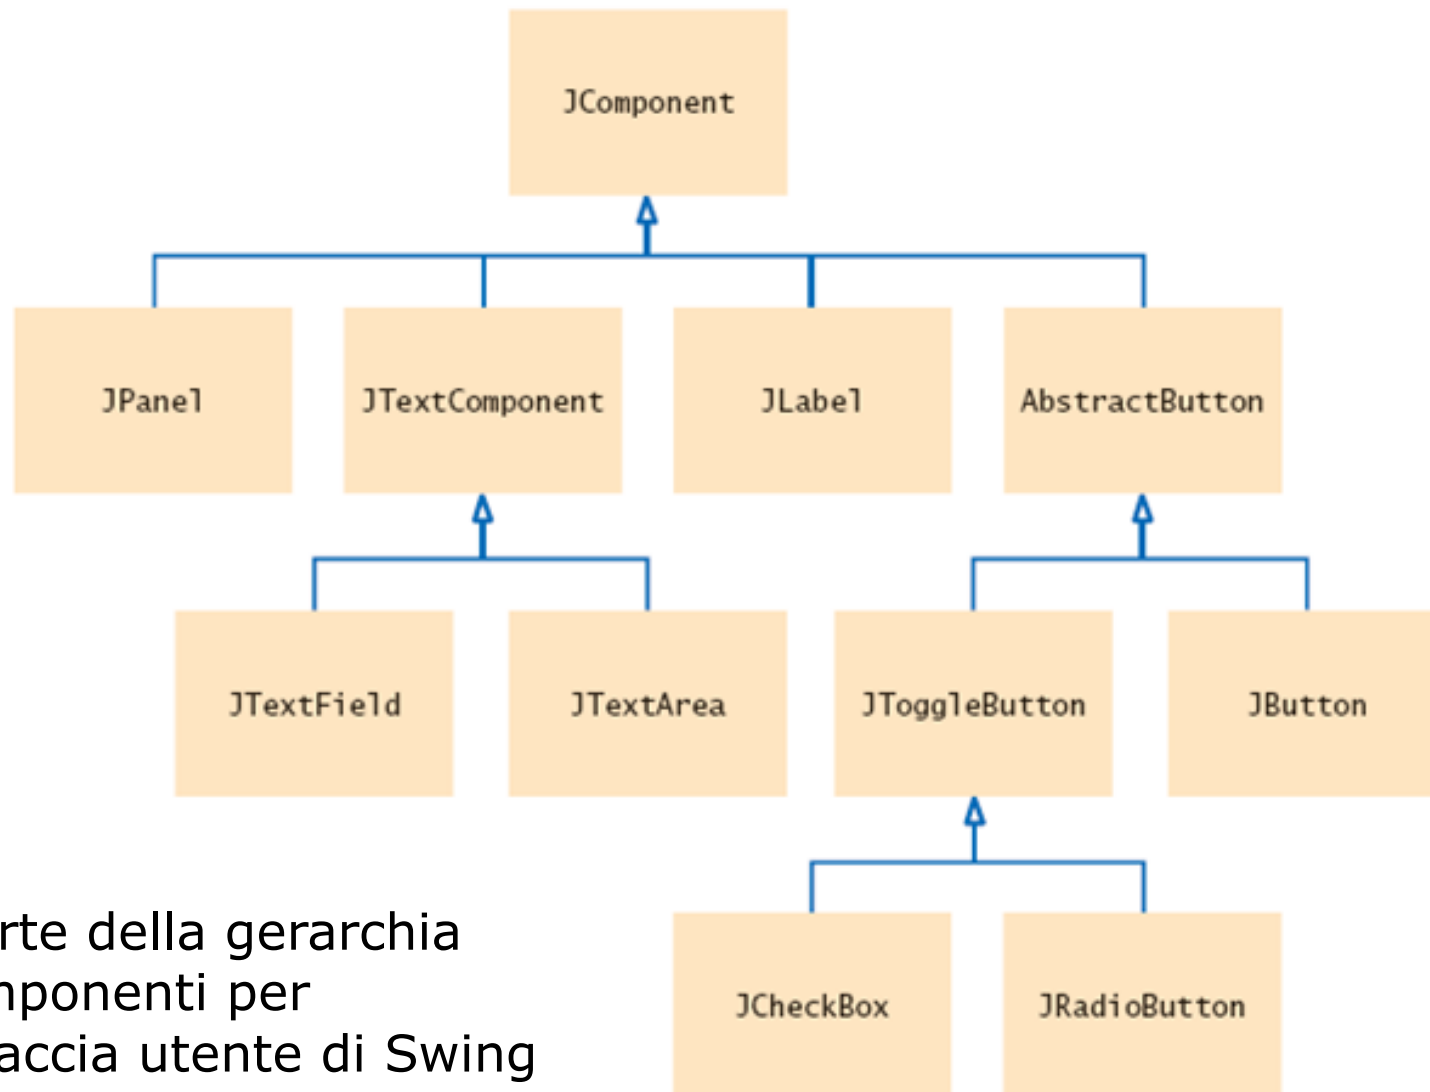 JComponent
JPanel
JTextComponent
JLabel
AbstractButton
JTextField
JTextArea
JToggleButton
JButton
JCheckBox
JRadioButton
rte della gerarchia
ponenti per
accia utente di Swing